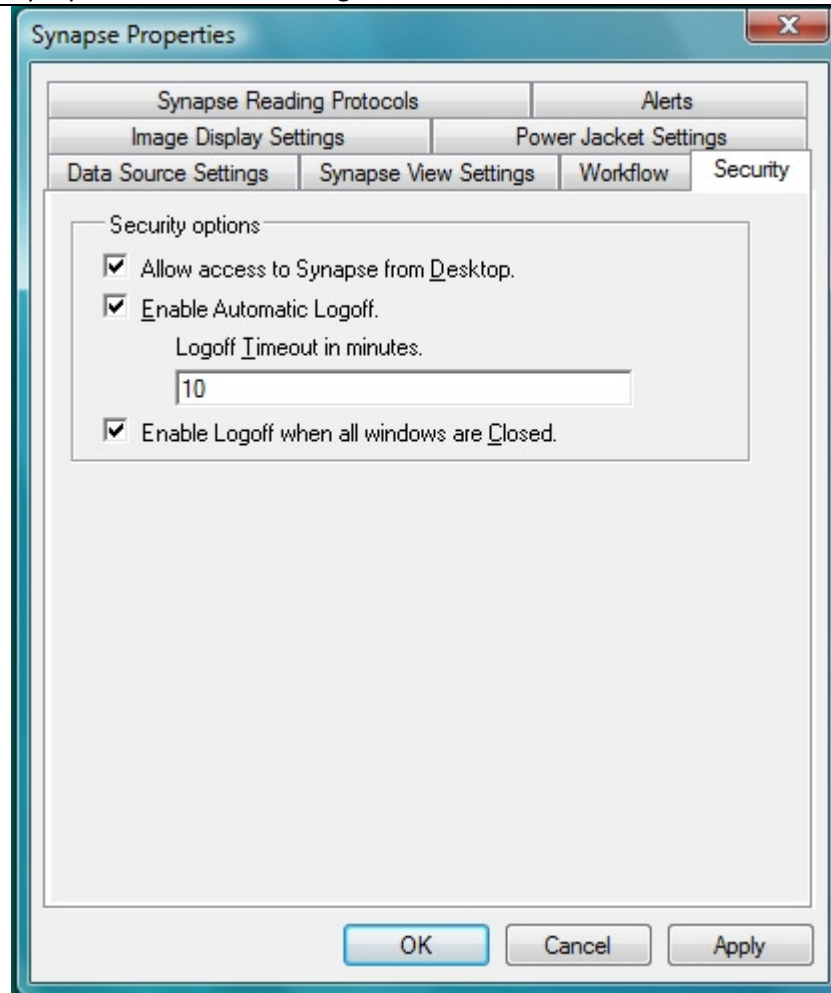 Synapse Properties
Synapse Reading Protocols Alerts
Image Display Settings Power Jacket Settings
Data Source Settings Synapse View Settings Workflow Security
Security options
Allow access to Synapse from Desktop.
Enable Automatic Logoff.
Logoff Timeout in minutes.
10
Enable Logoff when all windows are Closed.
OK Cancel Apply